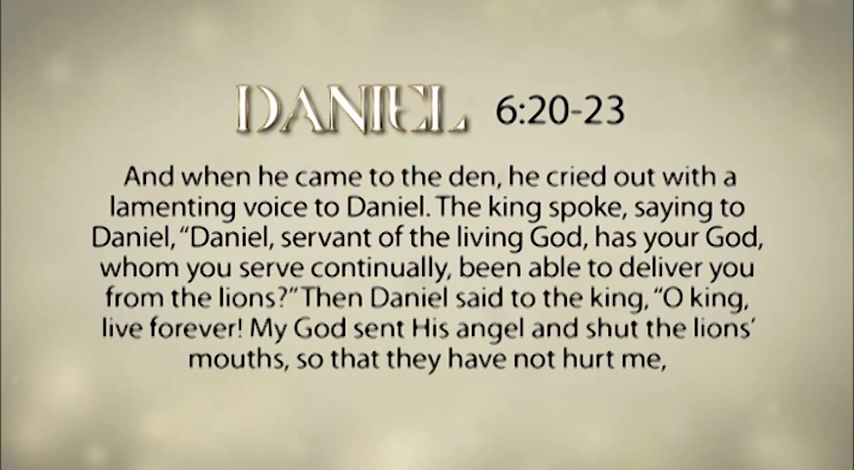 DANIEL 6:20-23
And when he came to the den, he cried out with a
lamenting voice to Daniel. The king spoke, saying to
Daniel, “Daniel, servant of the living God, has your God,
whom you serve continually, been able to deliver you
from the lions?” Then Daniel said to the king, “O king,
live forever! My God sent His angel and shut the lions’
mouths, so that they have not hurt me,